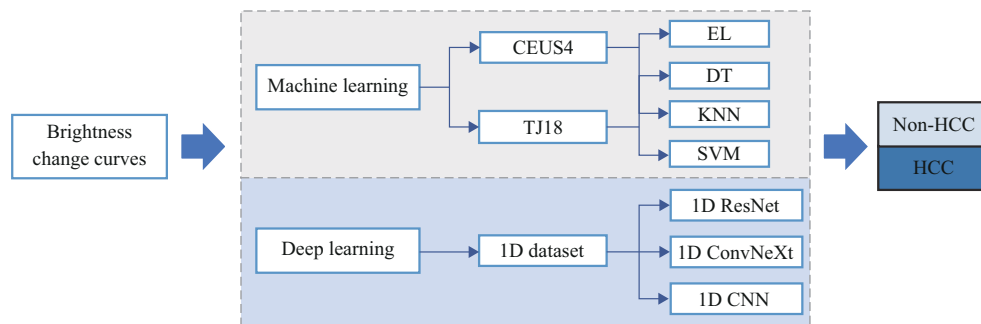 Brightness
change curves
Machine learning
CEUS4
TJ18
EL
DT
KNN
SVM
Deep learning
1D dataset
1D ResNet
1D ConvNeXt
1D CNN
Non-HCC
HCC